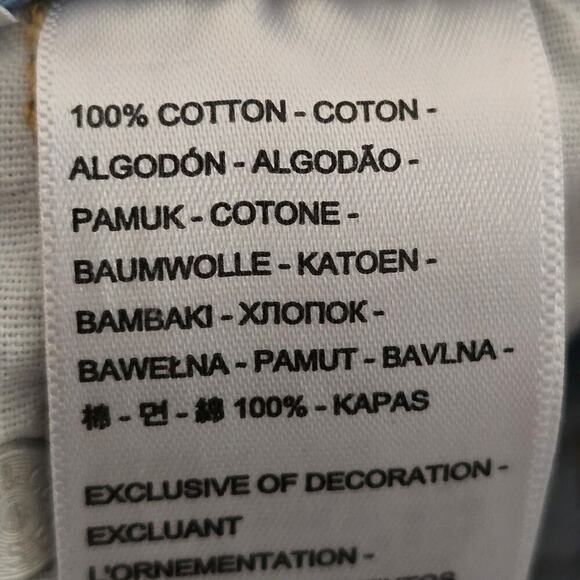 100% COTTON - COTON -
ALGODÓN - ALGODÃO -
PAMUK - COTONE -
BAUMWOLLE - KATOEN -
BAMBAKI - ХЛОПОК -
BAWEŁNA - PAMUT - BAVLNA -
棉 - 면 - 綿 100% - KAPAS
EXCLUSIVE OF DECORATION -
EXCLUANT
L'ORNEMENTATION -